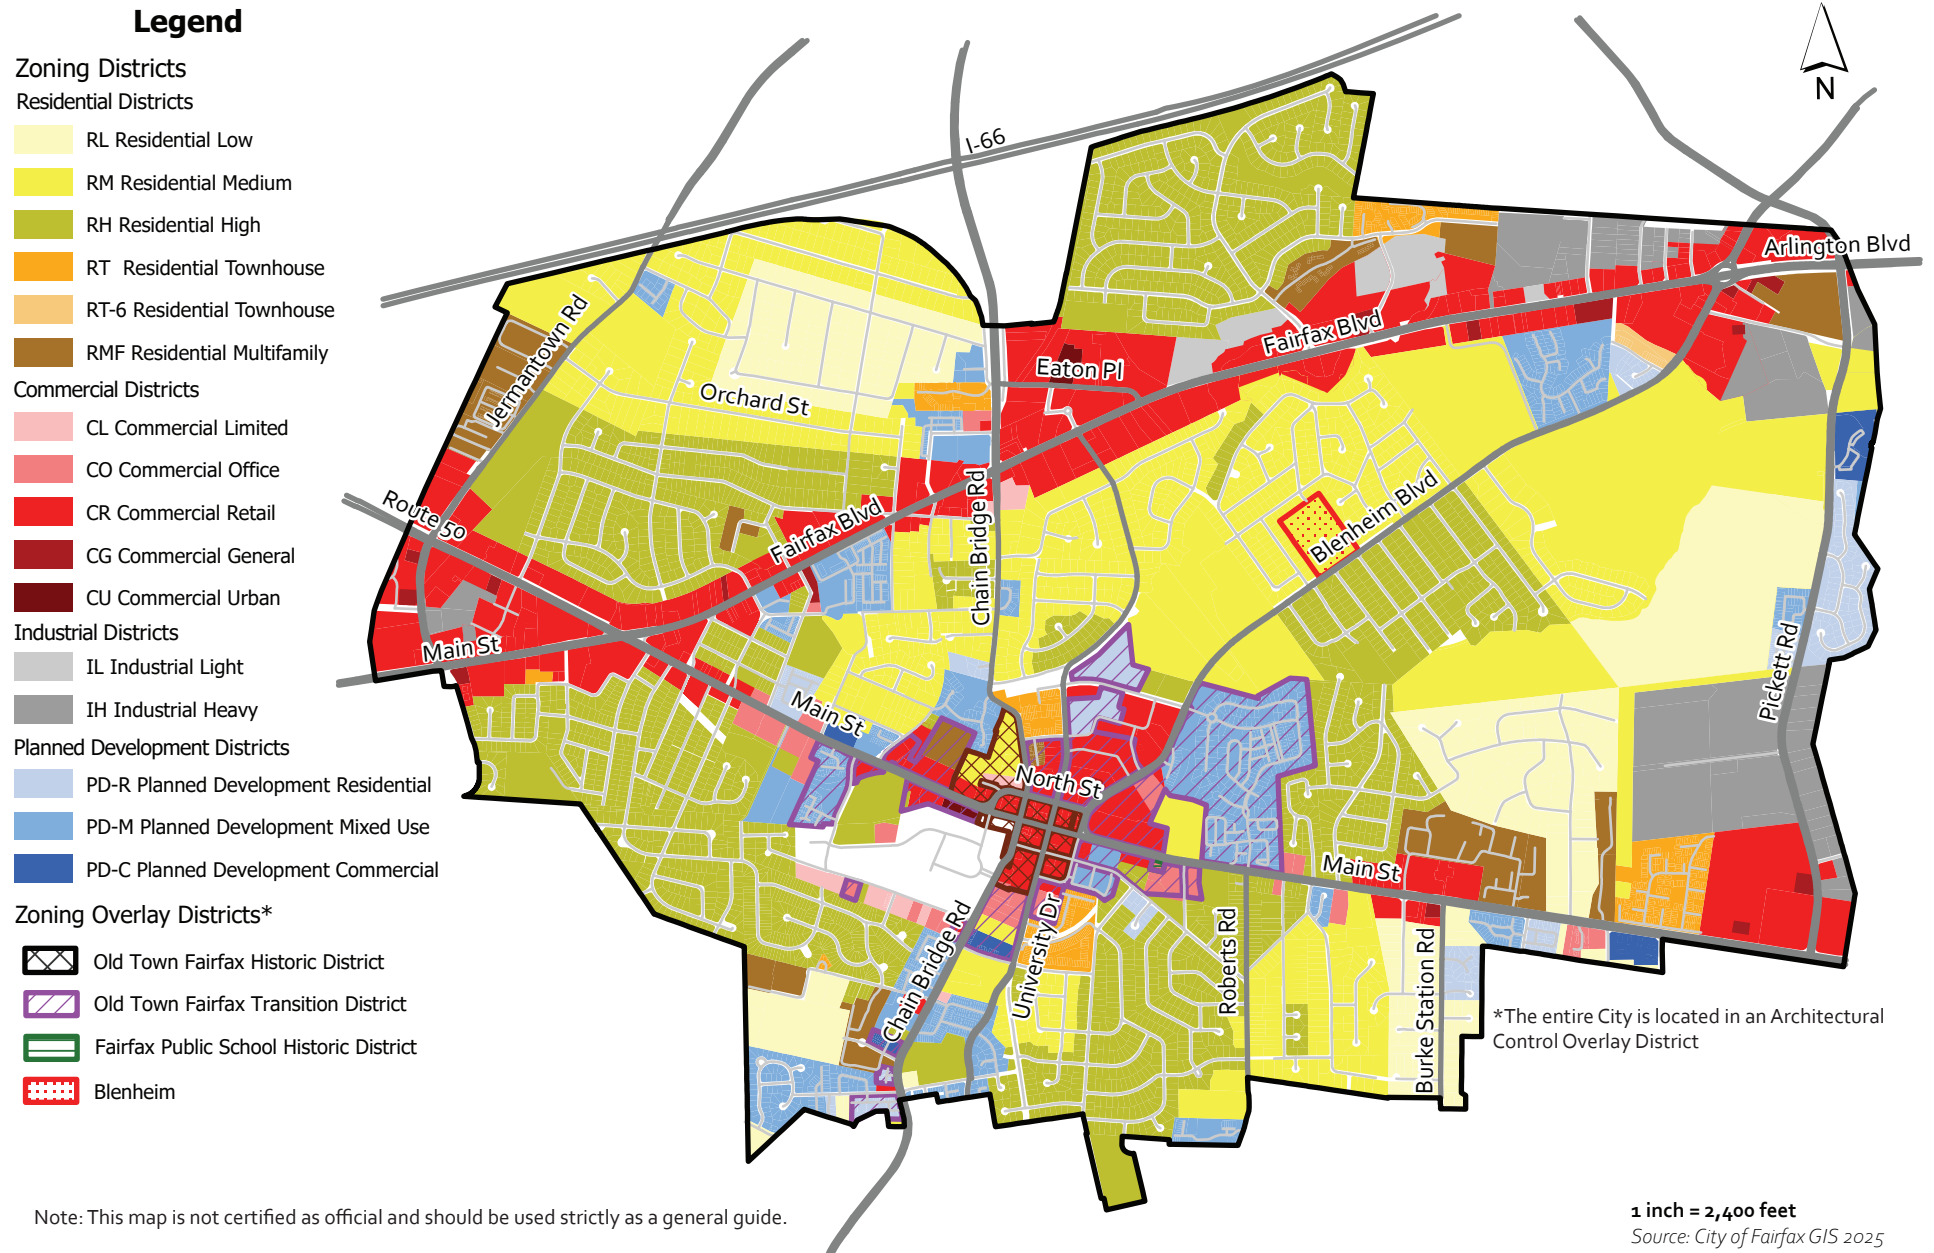 Legend
Zoning Districts
Residential Districts
RL Residential Low
RM Residential Medium
RH Residential High
RT Residential Townhouse
RT-6 Residential Townhouse
RMF Residential Multifamily
Commercial Districts
CL Commercial Limited
CO Commercial Office
CR Commercial Retail
CG Commercial General
CU Commercial Urban
Industrial Districts
IL Industrial Light
IH Industrial Heavy
Planned Development Districts
PD-R Planned Development Residential
PD-M Planned Development Mixed Use
PD-C Planned Development Commercial
Zoning Overlay Districts*
Old Town Fairfax Historic District
Old Town Fairfax Transition District
Fairfax Public School Historic District
Blenheim
N
I-66
Arlington Blvd
Jermantown Rd
Fairfax Blvd
Eaton Pl
Orchard St
Route 50
Fairfax Blvd
Chain Bridge Rd
Blenheim Blvd
Main St
Pickett Rd
Main St
North St
Main St
Chain Bridge Rd
University Dr
Roberts Rd
Burke Station Rd
*The entire City is located in an Architectural
Control Overlay District
Note: This map is not certified as official and should be used strictly as a general guide.
1 inch = 2,400 feet
Source: City of Fairfax GIS 2025